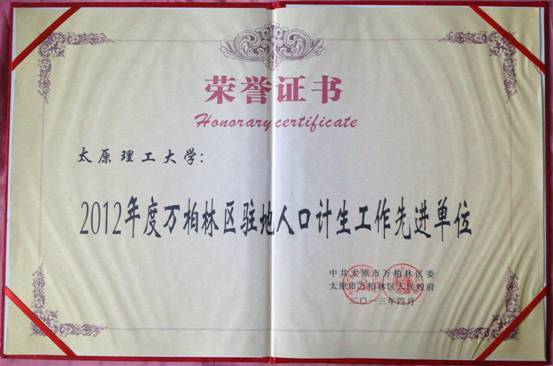 荣誉证书
Honorary certificate
太原理工大学:
2012年度万柏林区驻地人口计生工作先进单位
中共太原市万柏林区委
太原市万柏林区人民政府
二〇一三年四月